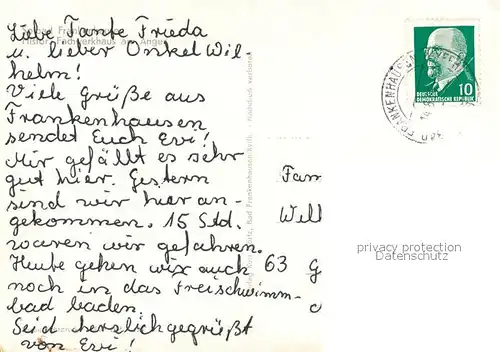 Liebe Tante Frieda
u. lieber Onkel Wil-
helm!
Viele Grüße aus
Frankenhausen
sendet Euch Evi!
Mir gefällt es sehr
gut hier. Gestern
sind wir hier an-
gekommen. 15 Std.
waren wir gefahren.
Heute gehen wir auch
noch in das Freischwimm-
bad baden.
Seid herzlich gegrüßt
von Evi!
DEUTSCHE
DEMOKRATISCHE REPUBLIK
10
FRANKENHAUSEN
Fam
Well
63 G
privacy protection
Datenschutz